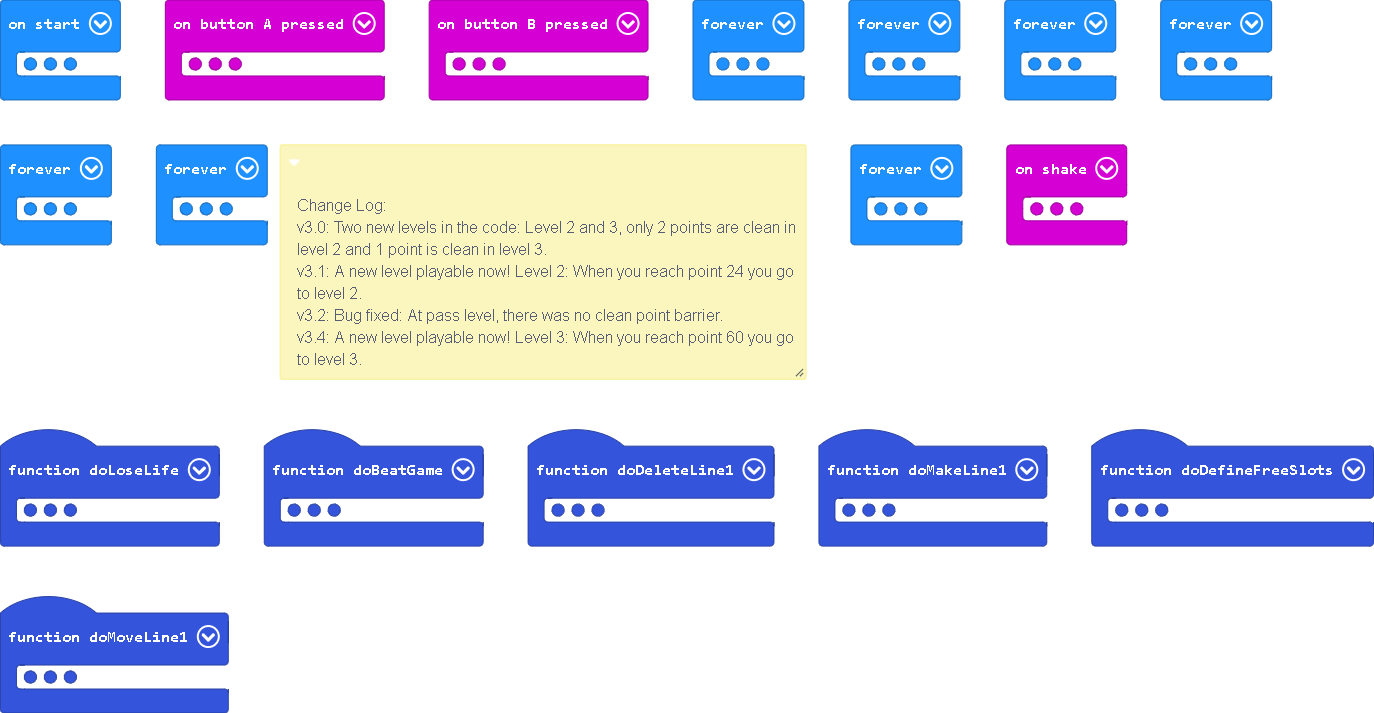 on start
on button A pressed
on button B pressed
forever
forever
forever
forever
forever
forever
Change Log:
v3.0: Two new levels in the code: Level 2 and 3, only 2 points are clean in
level 2 and 1 point is clean in level 3.
v3.1: A new level playable now! Level 2: When you reach point 24 you go
to level 2.
v3.2: Bug fixed: At pass level, there was no clean point barrier.
v3.4: A new level playable now! Level 3: When you reach point 60 you go
to level 3.
forever
on shake
function doLoseLife
function doBeatGame
function doDeleteLine1
function doMakeLine1
function doDefineFreeSlots
function doMoveLine1